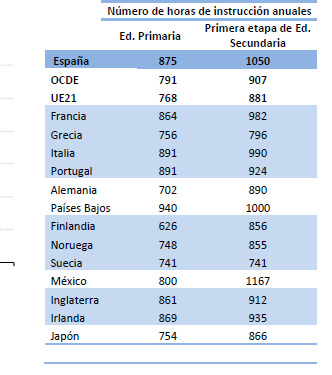 Número de horas de instrucción anuales
Ed. Primaria Primera etapa de Ed. Secundaria
España 875 1050
OCDE 791 907
UE21 768 881
Francia 864 982
Grecia 756 796
Italia 891 990
Portugal 891 924
Alemania 702 890
Países Bajos 940 1000
Finlandia 626 856
Noruega 748 855
Suecia 741 741
México 800 1167
Inglaterra 861 912
Irlanda 869 935
Japón 754 866